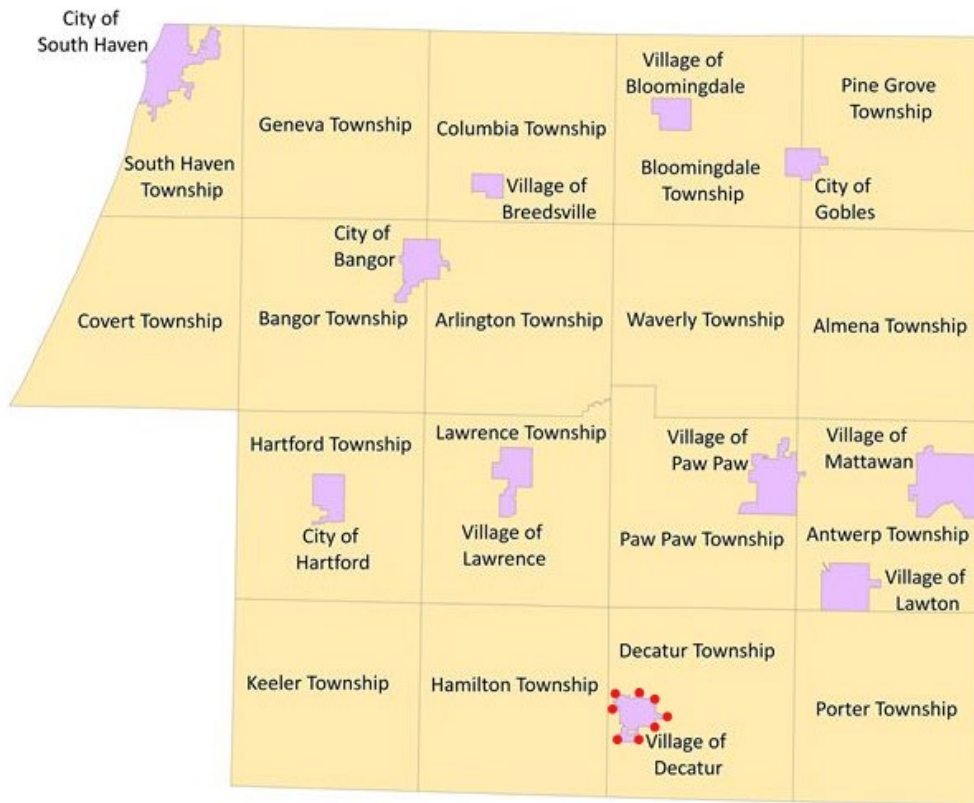 City of
South Haven
Village of
Bloomingdale
Pine Grove
Township
Geneva Township
Columbia Township
South Haven
Township
Village of
Breedsville
Bloomingdale
Township
City of
Gobles
City of
Bangor
Covert Township
Bangor Township
Arlington Township
Waverly Township
Almena Township
Hartford Township
Lawrence Township
Village of
Paw Paw
Village of
Mattawan
City of
Hartford
Village of
Lawrence
Paw Paw Township
Antwerp Township
Village of
Lawton
Keeler Township
Hamilton Township
Decatur Township
Porter Township
Village of
Decatur